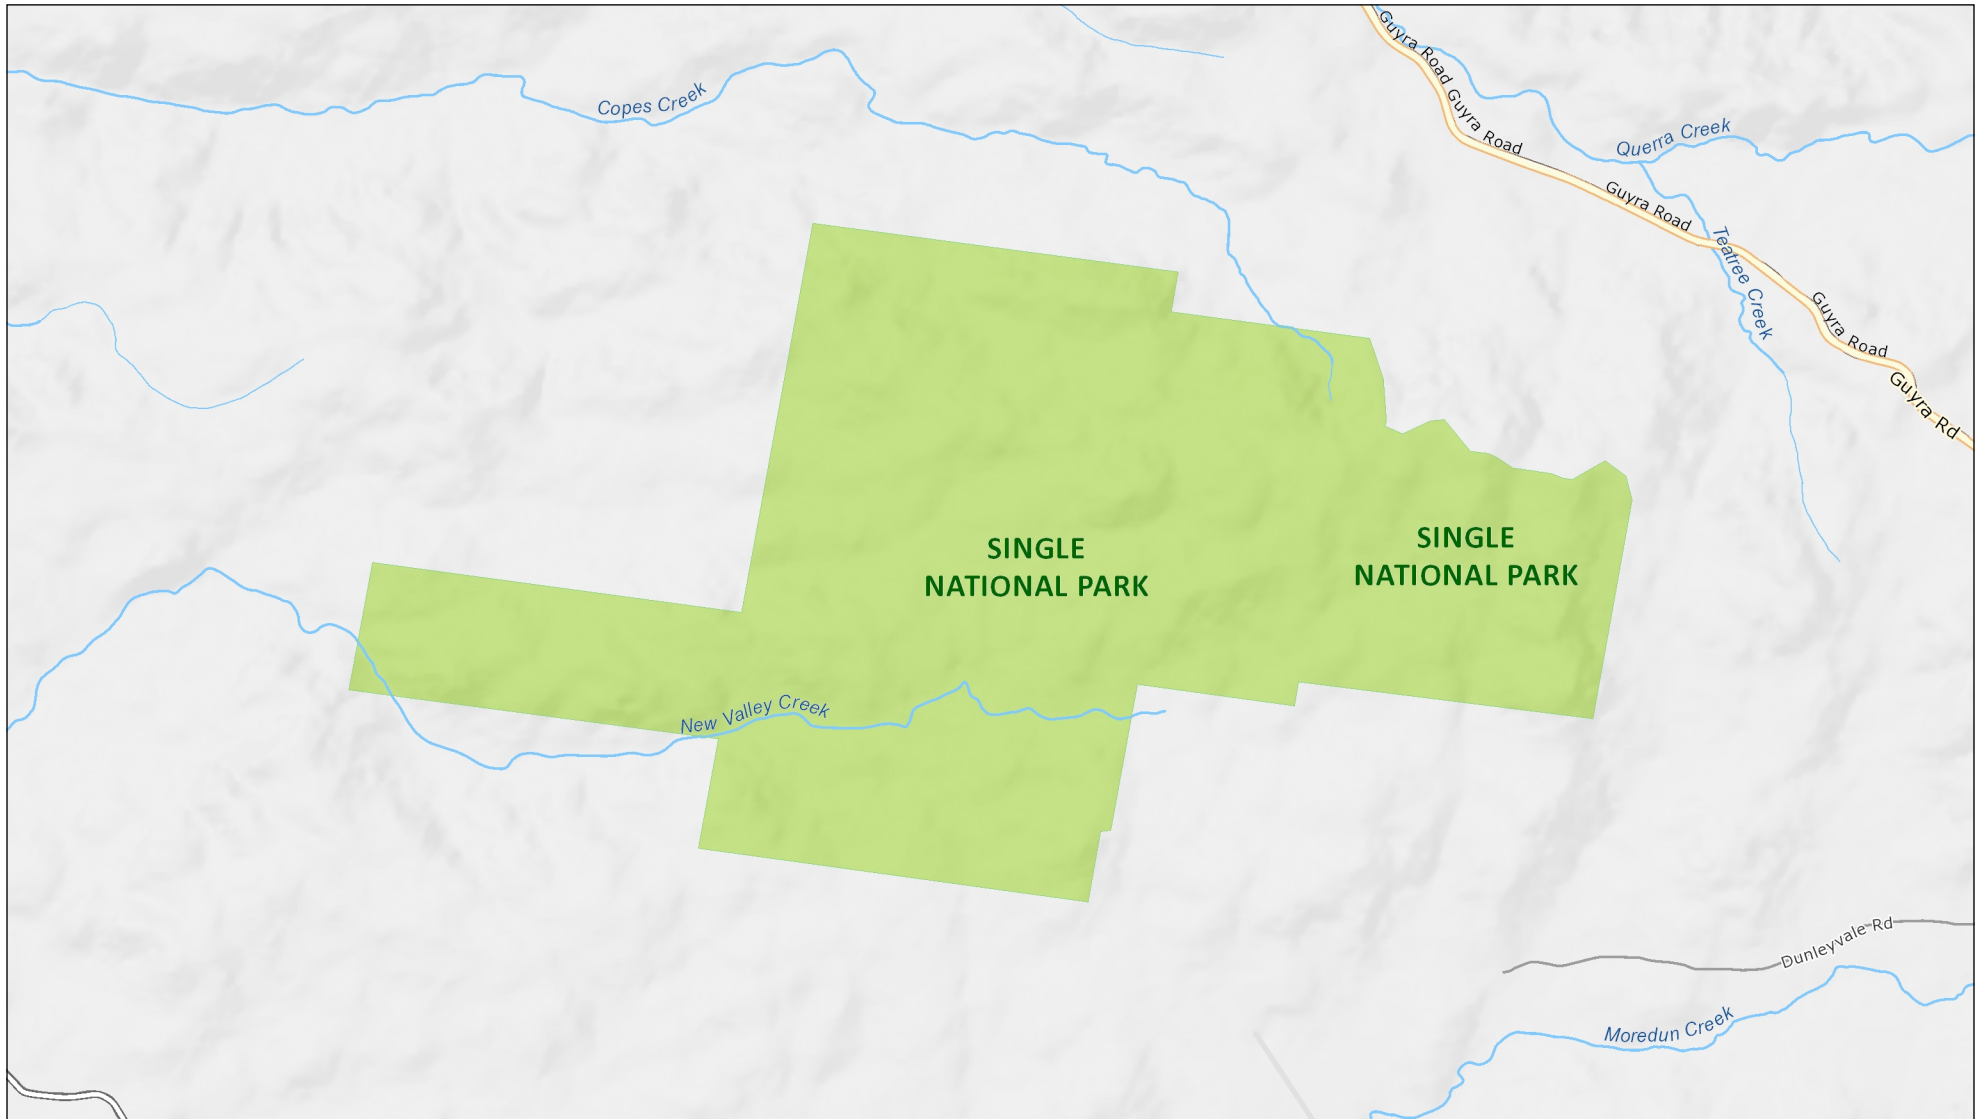 Guyra Road
Guyra Road
Copes Creek
Querra Creek
Guyra Road
Teatree Creek
Guyra Road
Guyra Rd
SINGLE
NATIONAL PARK
SINGLE
NATIONAL PARK
New Valley Creek
Dunleyvale Rd
Moredun Creek